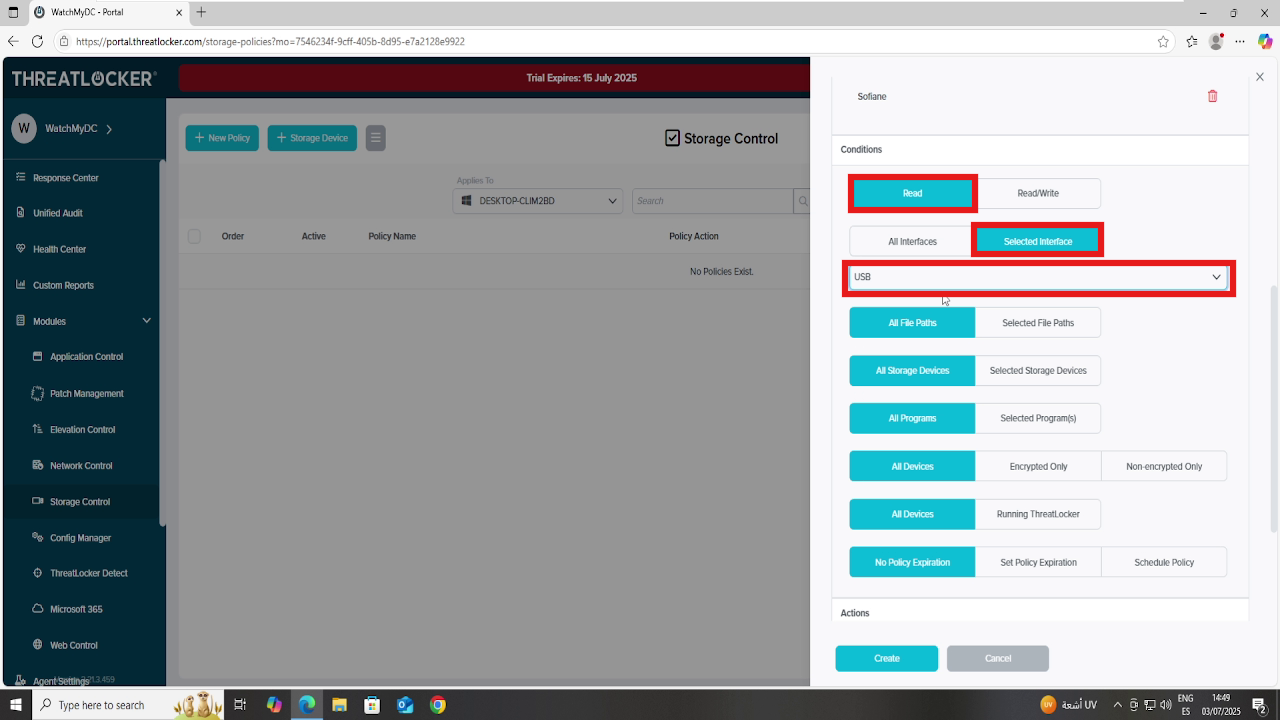 WatchMyDC - Portal
https://portal.threatlocker.com/storage-policies?mo=7546234f-9cff-405b-8d95-e7a2128e9922
THREATLOCKER
Trial Expires: 15 July 2025
W WatchMyDC
Response Center
Unified Audit
Health Center
Custom Reports
Modules
Application Control
Patch Management
Elevation Control
Network Control
Storage Control
Config Manager
ThreatLocker Detect
Microsoft 365
Web Control
Agent Settings
+ New Policy
+ Storage Device
Storage Control
Applies To
DESKTOP-CLIM2BD
Search
Order Active Policy Name Policy Action
No Policies Exist.
Sofiane
Conditions
Read Read/Write
All Interfaces Selected Interface
USB
All File Paths Selected File Paths
All Storage Devices Selected Storage Devices
All Programs Selected Program(s)
All Devices Encrypted Only Non-encrypted Only
All Devices Running ThreatLocker
No Policy Expiration Set Policy Expiration Schedule Policy
Actions
Create Cancel
Type here to search
UV
ENG
14:49
03/07/2025